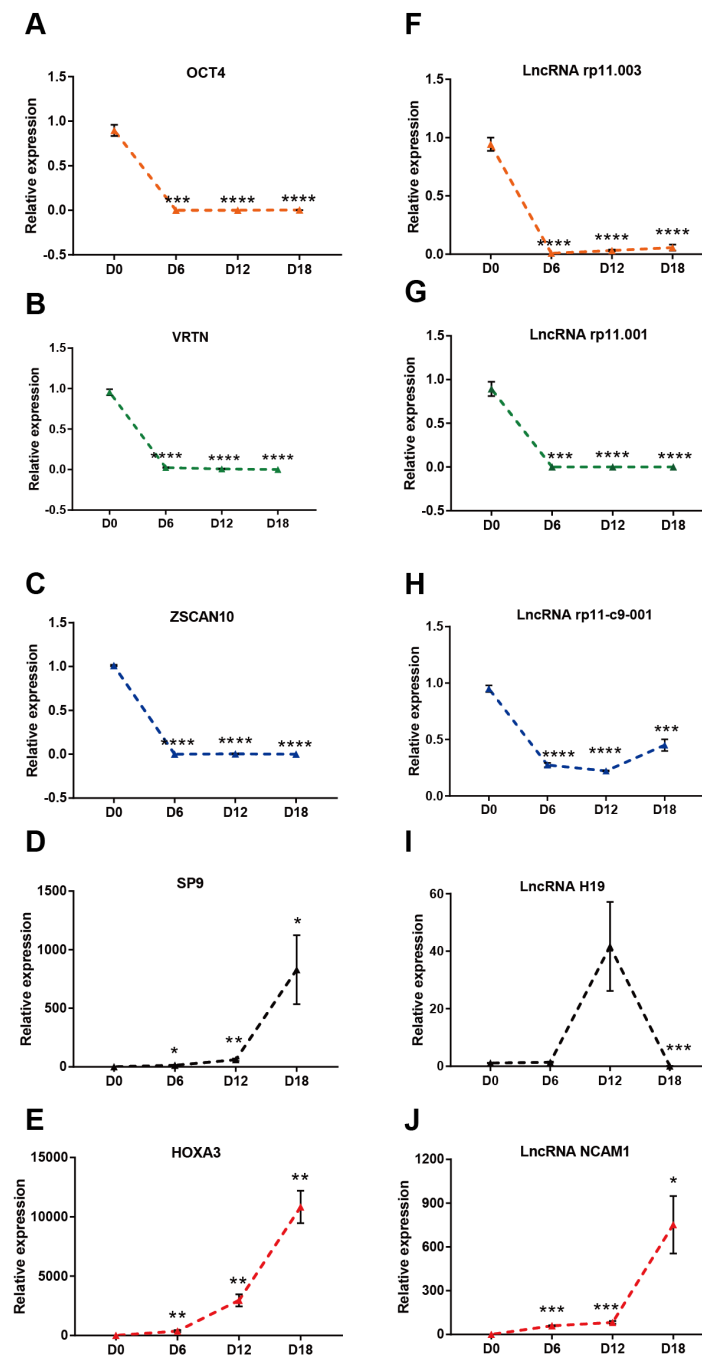 A
OCT4
Relative expression
1.5
1.0
0.5
0.0
-0.5
*** **** ****
D0 D6 D12 D18
B
VRTN
Relative expression
1.5
1.0
0.5
0.0
-0.5
**** **** ****
D0 D6 D12 D18
C
ZSCAN10
Relative expression
1.5
1.0
0.5
0.0
-0.5
**** **** ****
D0 D6 D12 D18
D
SP9
Relative expression
1500
1000
500
0
* ** *
D0 D6 D12 D18
E
HOXA3
Relative expression
15000
10000
5000
0
** ** **
D0 D6 D12 D18
F
LncRNA rp11.003
Relative expression
1.5
1.0
0.5
0.0
**** **** ****
D0 D6 D12 D18
G
LncRNA rp11.001
Relative expression
1.5
1.0
0.5
0.0
-0.5
*** **** ****
D0 D6 D12 D18
H
LncRNA rp11-c9-001
Relative expression
1.5
1.0
0.5
0.0
**** **** ***
D0 D6 D12 D18
I
LncRNA H19
Relative expression
60
40
20
0
***
D0 D6 D12 D18
J
LncRNA NCAM1
Relative expression
1200
900
600
300
0
*** *** *
D0 D6 D12 D18